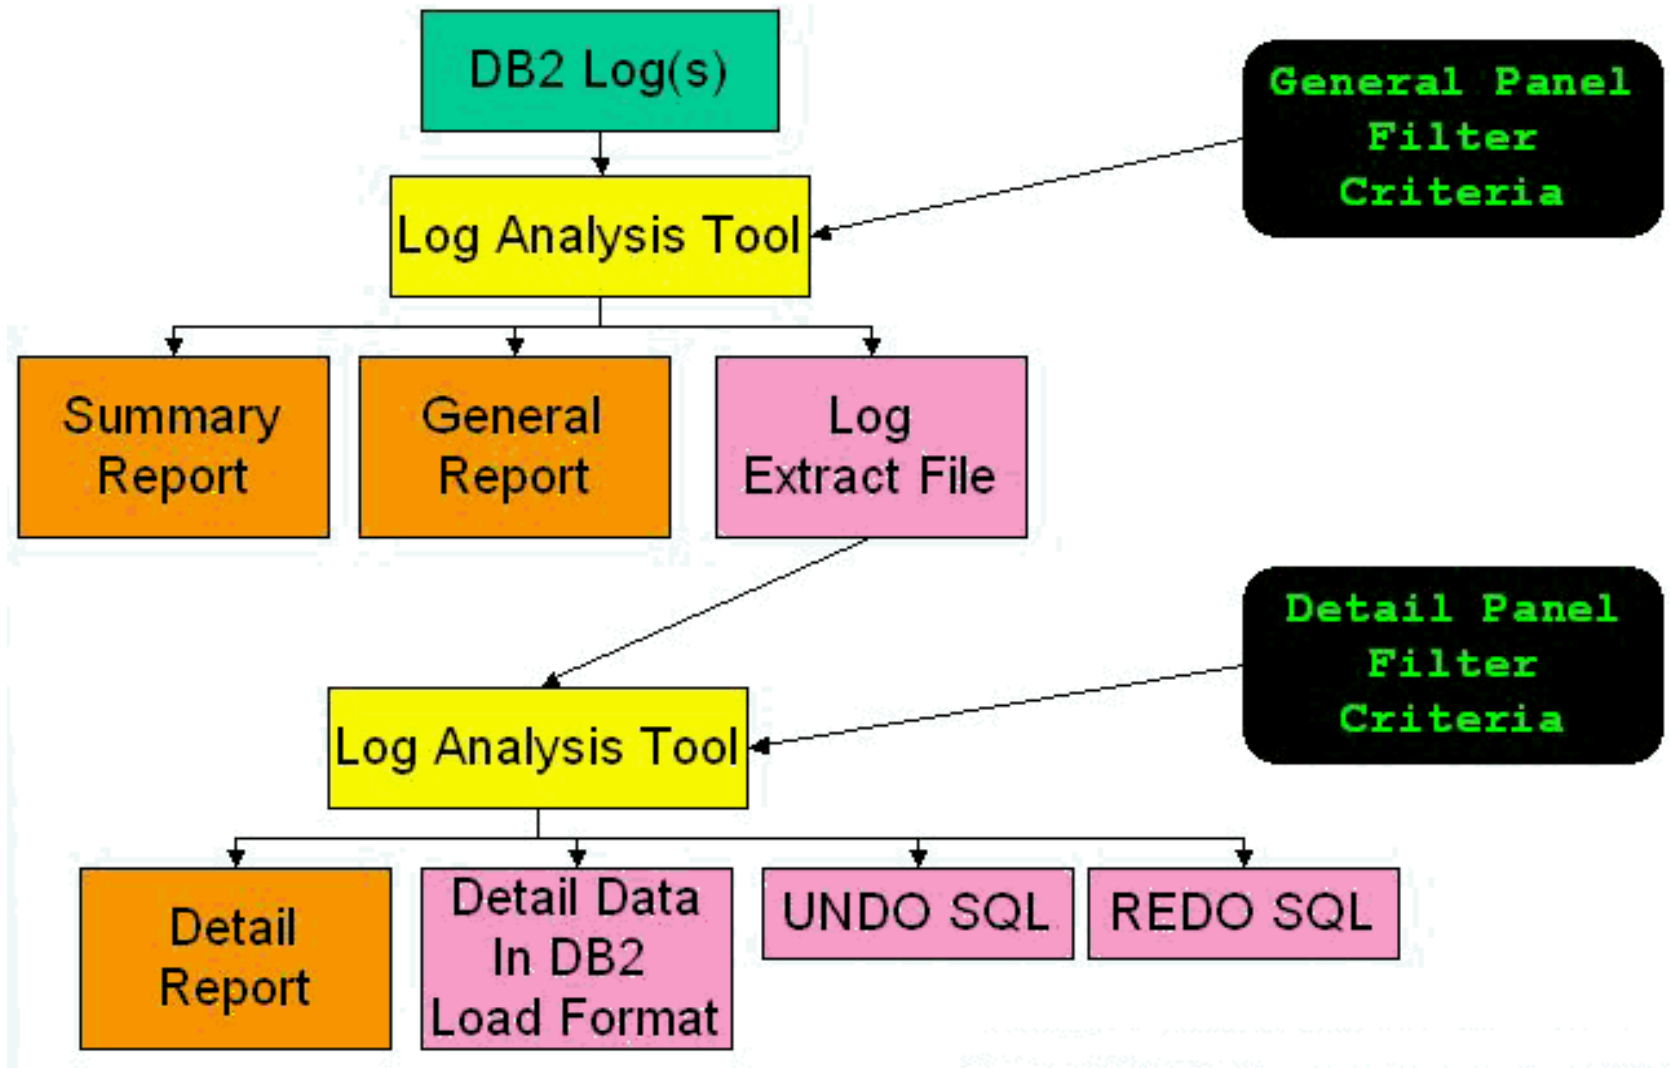 DB2 Log(s)
General Panel
Filter
Criteria
Log Analysis Tool
Summary
Report
General
Report
Log
Extract File
Detail Panel
Filter
Criteria
Log Analysis Tool
Detail
Report
Detail Data
In DB2
Load Format
UNDO SQL
REDO SQL